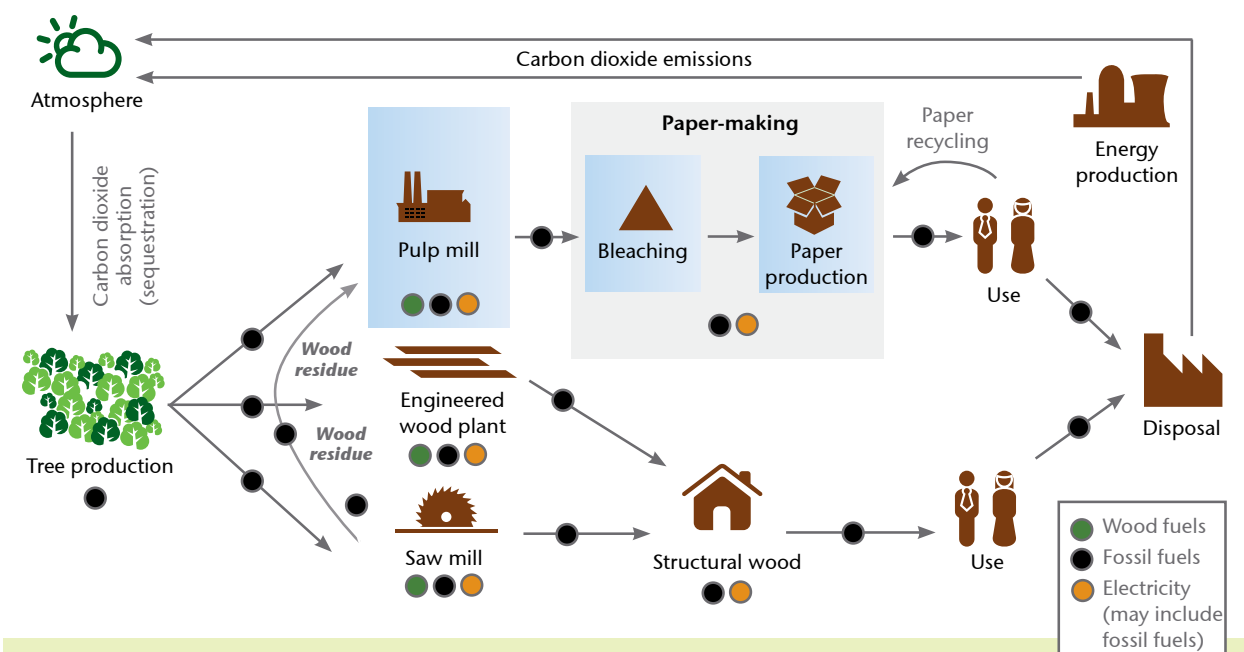 Carbon dioxide emissions
Atmosphere
Carbon dioxide
absorption
(sequestration)
Paper-making
Paper
recycling
Energy
production
Pulp mill
Bleaching
Paper
production
Use
Wood
residue
Engineered
wood plant
Wood
residue
Tree production
Disposal
Saw mill
Structural wood
Use
Wood fuels
Fossil fuels
Electricity
(may include
fossil fuels)